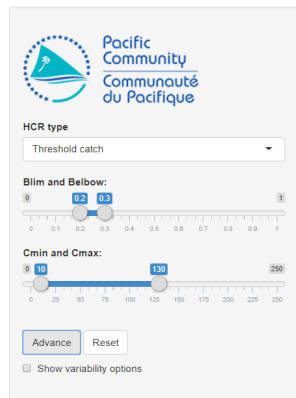 Pacific
Community
Communauté
du Pacifique
HCR type
Threshold catch
Blim and Belbow:
0 0.2 0.3 1
0 0.1 0.2 0.3 0.4 0.5 0.6 0.7 0.8 0.9 1
Cmin and Cmax:
0 10 130 250
0 25 50 75 100 125 150 175 200 225 250
Advance Reset
Show variability options